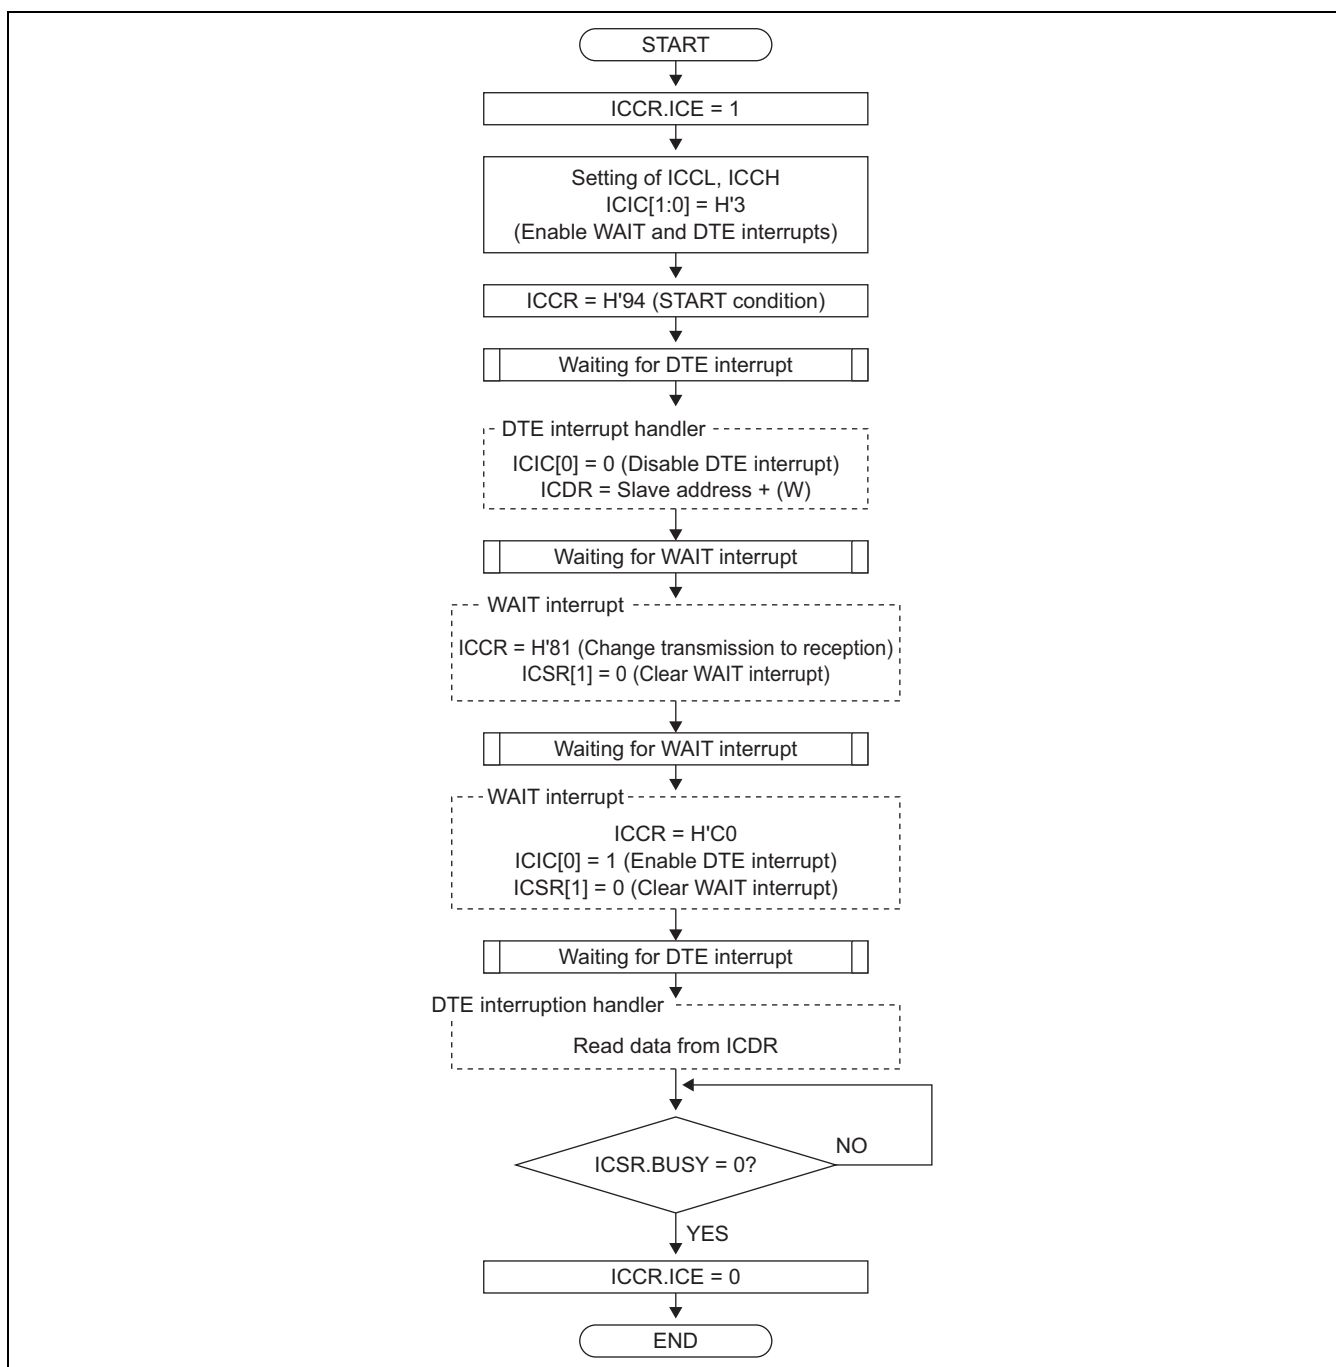 START
ICCR.ICE = 1
Setting of ICCL, ICCH
ICIC[1:0] = H'3
(Enable WAIT and DTE interrupts)
ICCR = H'94 (START condition)
Waiting for DTE interrupt
DTE interrupt handler
ICIC[0] = 0 (Disable DTE interrupt)
ICDR = Slave address + (W)
Waiting for WAIT interrupt
WAIT interrupt
ICCR = H'81 (Change transmission to reception)
ICSR[1] = 0 (Clear WAIT interrupt)
Waiting for WAIT interrupt
WAIT interrupt
ICCR = H'C0
ICIC[0] = 1 (Enable DTE interrupt)
ICSR[1] = 0 (Clear WAIT interrupt)
Waiting for DTE interrupt
DTE interruption handler
Read data from ICDR
NO
ICSR.BUSY = 0?
YES
ICCR.ICE = 0
END